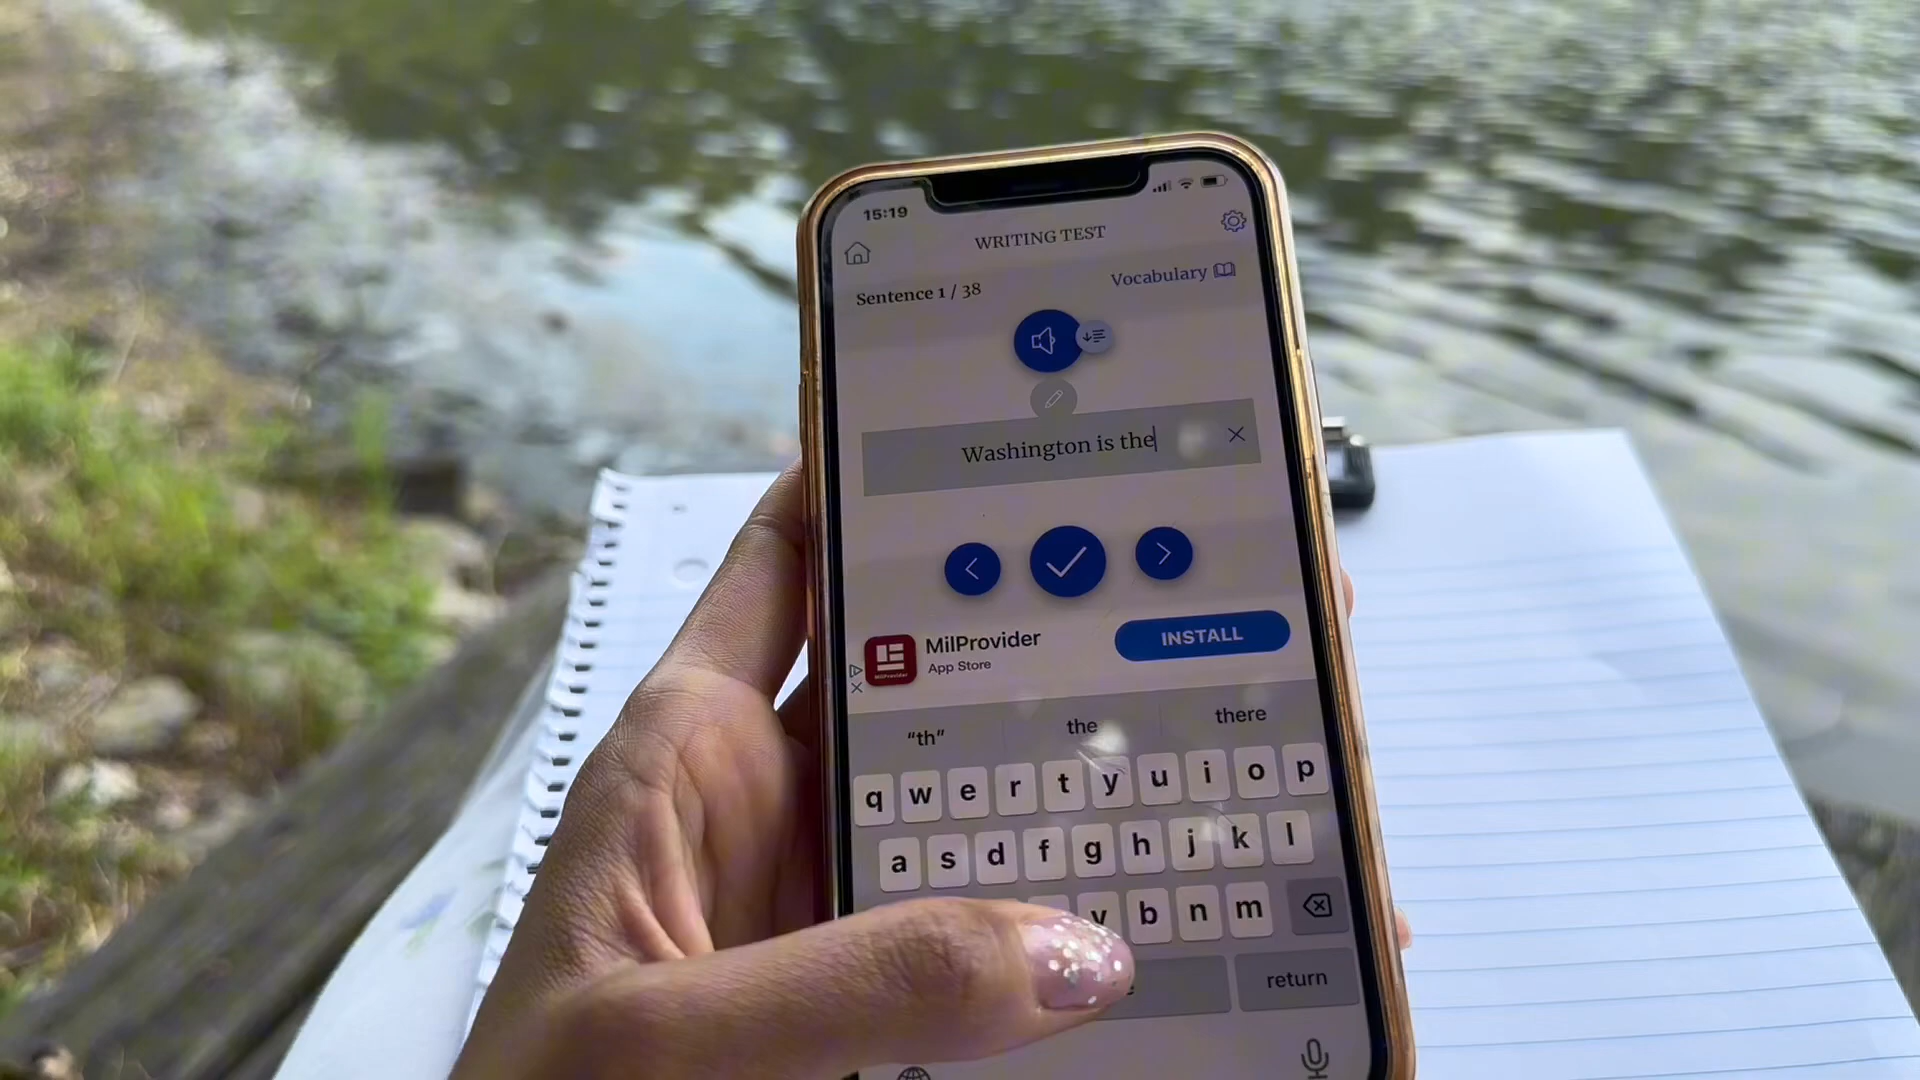 15:19
WRITING TEST
Sentence 1 / 38
Vocabulary
Washington is the
MilProvider
App Store
INSTALL
MilProvider
"th" the there
q w e r t y u i o p
a s d f g h j k l
v b n m
return